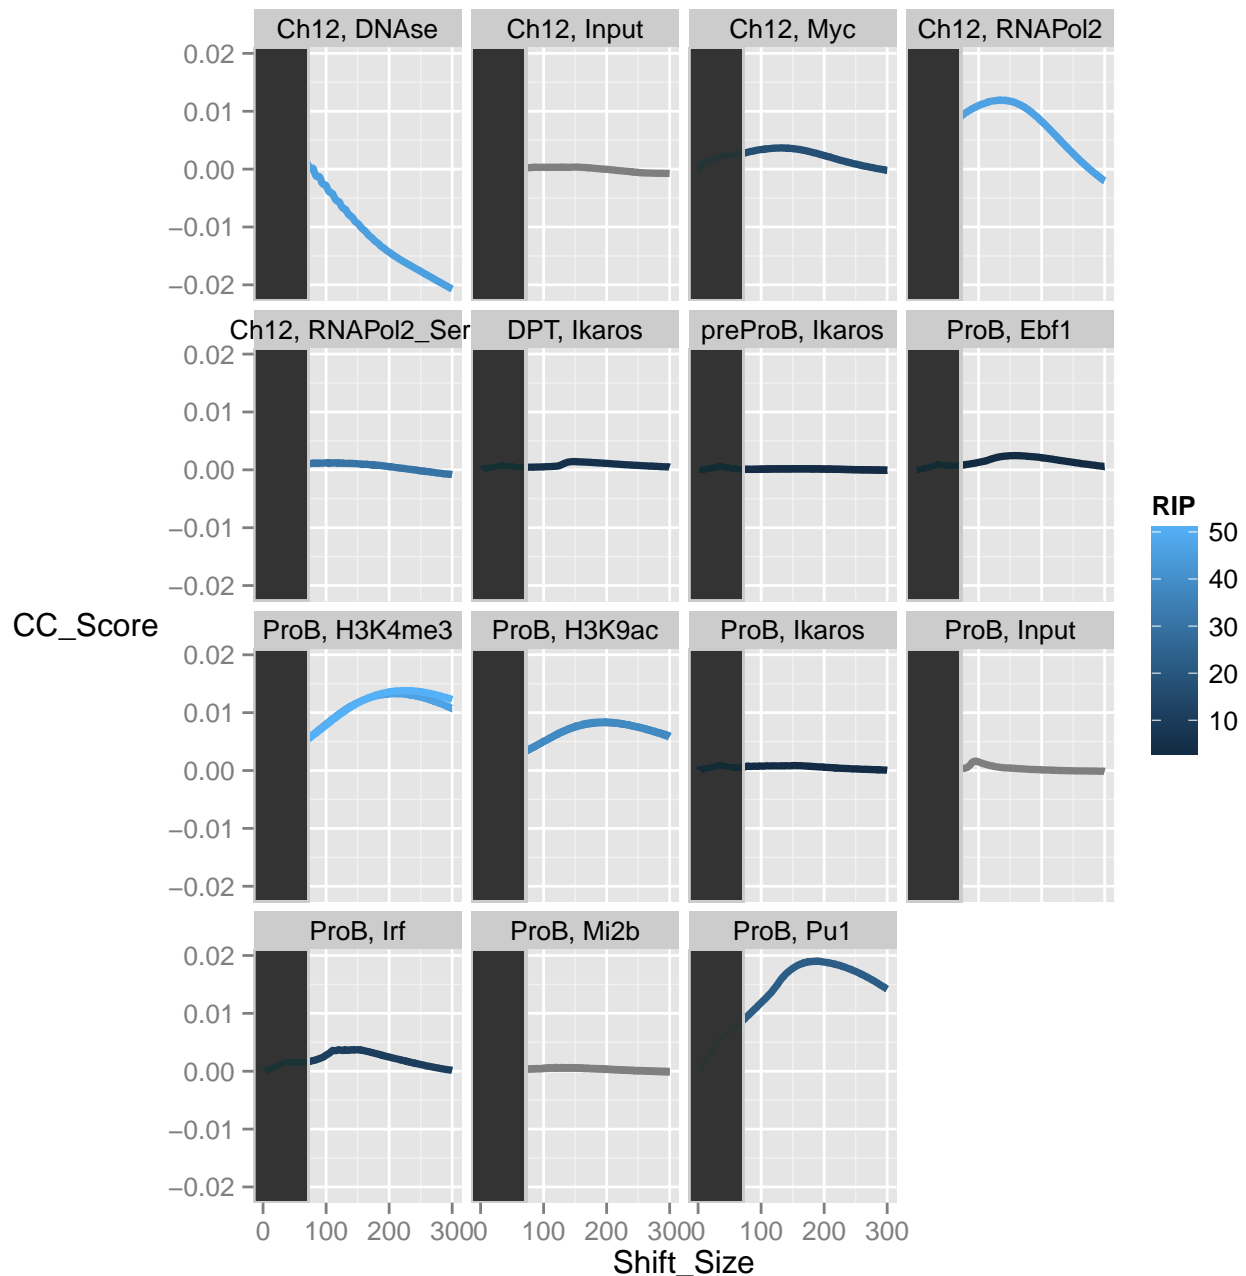 Ch12, DNAse
Ch12, Input
Ch12, Myc
Ch12, RNAPol2
0.02
0.01
0.00
−0.01
−0.02
Ch12, RNAPol2_Ser
DPT, Ikaros
preProB, Ikaros
ProB, Ebf1
0.02
0.01
0.00
−0.01
−0.02
ProB, H3K4me3
ProB, H3K9ac
ProB, Ikaros
ProB, Input
0.02
0.01
0.00
−0.01
−0.02
ProB, Irf
ProB, Mi2b
ProB, Pu1
0.02
0.01
0.00
−0.01
−0.02
0 100 200 300
0 100 200 300
0 100 200 300
Shift_Size
CC_Score
RIP
50
40
30
20
10